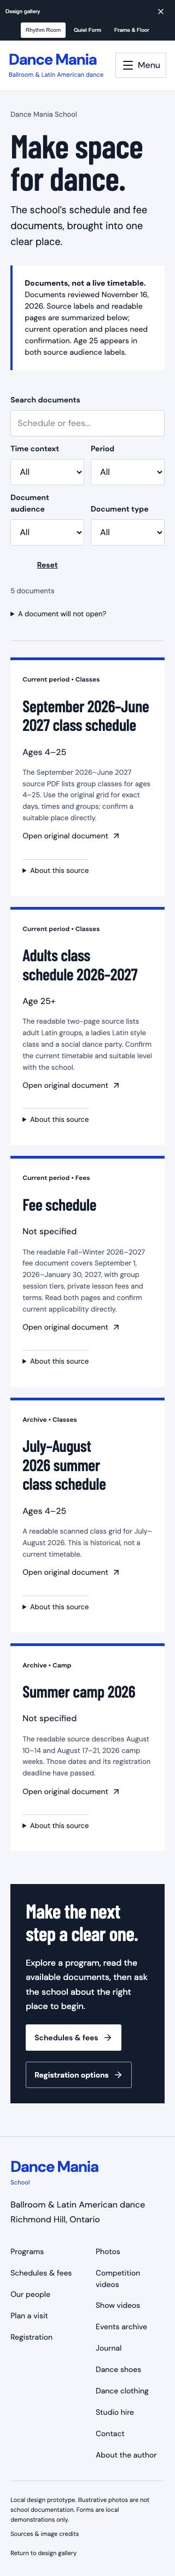 Design gallery
Rhythm Room
Quiet Form
Frame & Floor
Dance Mania
Ballroom & Latin American dance
Menu
Dance Mania School
Make space
for dance.
The school's schedule and fee
documents, brought into one
clear place.
Documents, not a live timetable.
Documents reviewed November 16,
2026. Source labels and readable
pages are summarized below;
current operation and places need
confirmation. Age 25 appears in
both source audience labels.
Search documents
Schedule or fees...
Time context
Period
All
All
Document
audience
Document type
All
All
Reset
5 documents
A document will not open?
Current period • Classes
September 2026–June
2027 class schedule
Ages 4–25
The September 2026–June 2027
source PDF lists group classes for ages
4–25. Use the original grid for exact
days, times and groups; confirm a
suitable place directly.
Open original document
About this source
Current period • Classes
Adults class
schedule 2026–2027
Age 25+
The readable two-page source lists
adult Latin groups, a ladies Latin style
class and a social dance party. Confirm
the current timetable and suitable level
with the school.
Open original document
About this source
Current period • Fees
Fee schedule
Not specified
The readable Fall–Winter 2026–2027
fee document covers September 1,
2026–January 30, 2027, with group
session tiers, private lesson fees and
terms. Read both pages and confirm
current applicability directly.
Open original document
About this source
Archive • Classes
July–August
2026 summer
class schedule
Ages 4–25
A readable scanned class grid for July–
August 2026. This is historical, not a
current timetable.
Open original document
About this source
Archive • Camp
Summer camp 2026
Not specified
The readable source describes August
10–14 and August 17–21, 2026 camp
weeks. Those dates and its registration
deadline have passed.
Open original document
About this source
Make the next
step a clear one.
Explore a program, read the
available documents, then ask
the school about the right
place to begin.
Schedules & fees
Registration options
Dance Mania
School
Ballroom & Latin American dance
Richmond Hill, Ontario
Programs
Schedules & fees
Our people
Plan a visit
Registration
Photos
Competition
videos
Show videos
Events archive
Journal
Dance shoes
Dance clothing
Studio hire
Contact
About the author
Local design prototype. Illustrative photos are not
school documentation. Forms are local
demonstrations only.
Sources & image credits
Return to design gallery